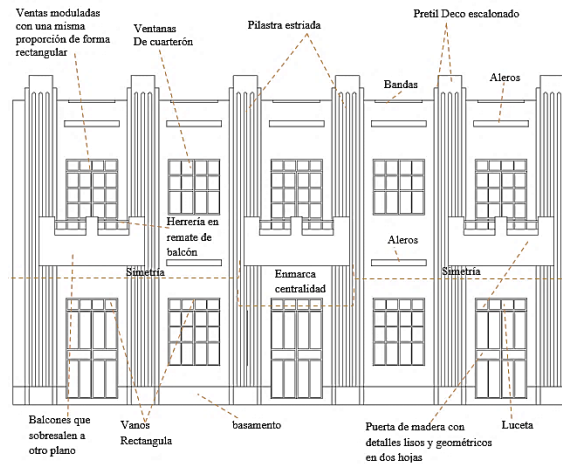 Ventas moduladas
con una misma
proporción de forma
rectangular
Ventanas
De cuarterón
Pilastra estriada
Pretil Deco escalonado
Bandas
Aleros
Herrería en
remate de
balcón
Aleros
Simetría
Enmarca
centralidad
Simetría
Balcones que
sobresalen a
otro plano
Vanos
Rectangula
basamento
Puerta de madera con
detalles lisos y geométricos
en dos hojas
Luceta